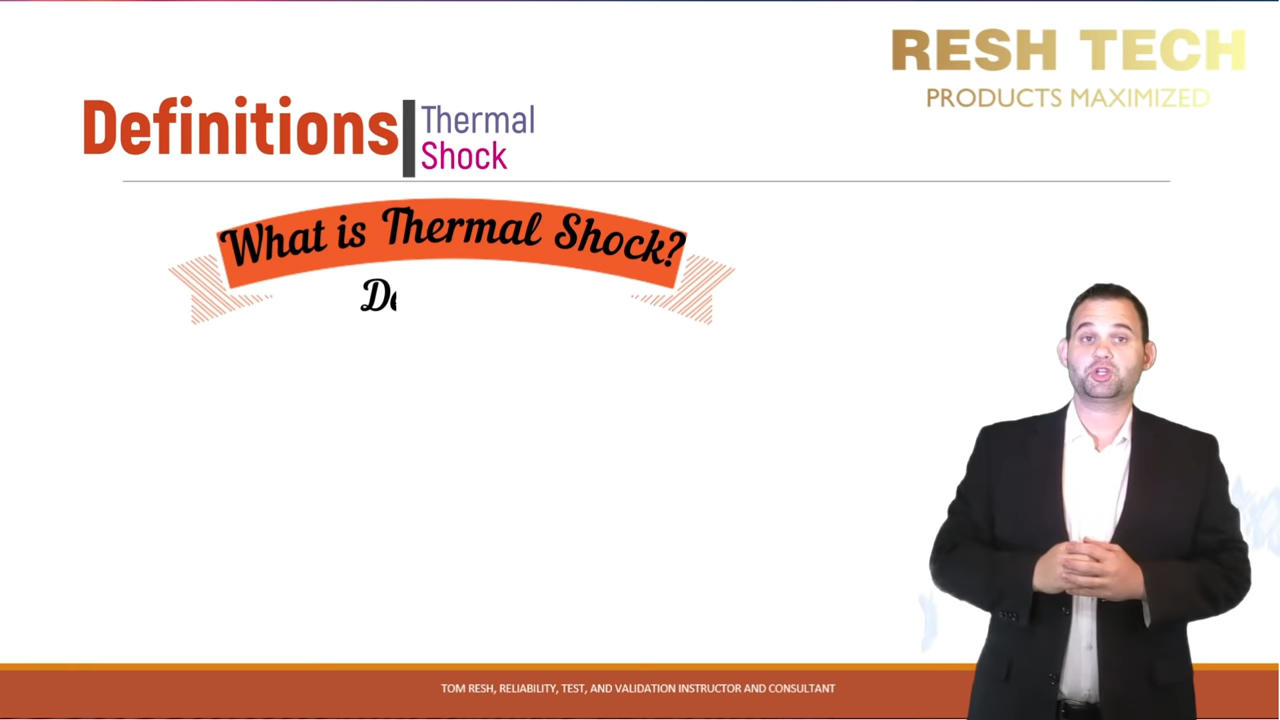 RESH TECH
PRODUCTS MAXIMIZED
Definitions
Thermal
Shock
What is Thermal Shock?
TOM RESH, RELIABILITY, TEST, AND VALIDATION INSTRUCTOR AND CONSULTANT